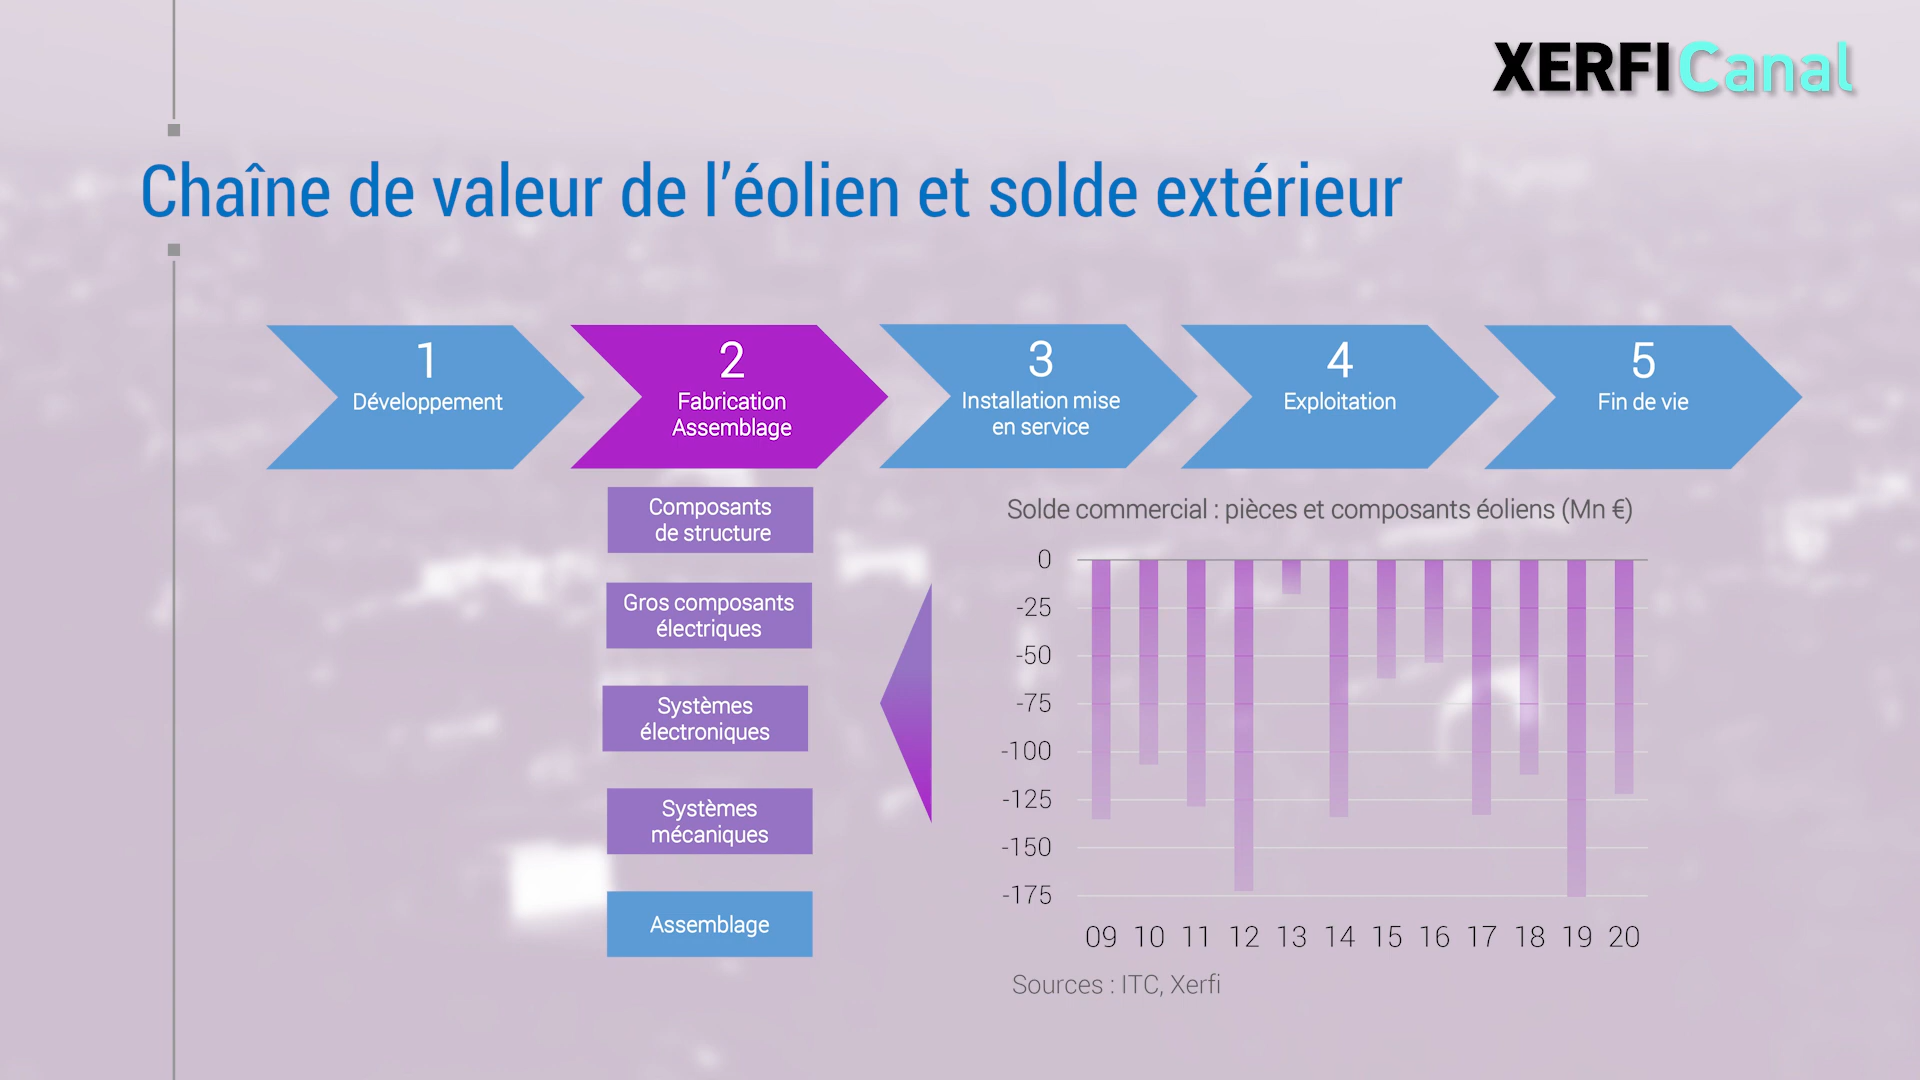 XERFI Canal
Chaîne de valeur de l’éolien et solde extérieur
1
Développement
2
Fabrication
Assemblage
3
Installation mise
en service
4
Exploitation
5
Fin de vie
Composants
de structure
Gros composants
électriques
Systèmes
électroniques
Systèmes
mécaniques
Assemblage
Solde commercial : pièces et composants éoliens (Mn €)
0
-25
-50
-75
-100
-125
-150
-175
09 10 11 12 13 14 15 16 17 18 19 20
Sources : ITC, Xerfi